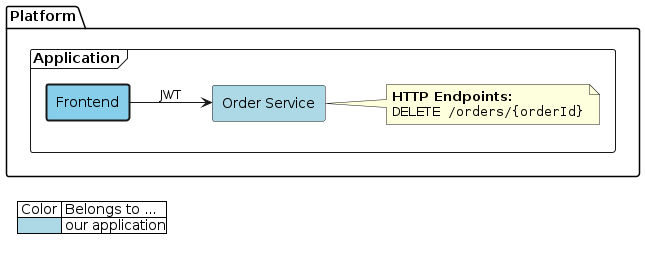 Platform
Application
Frontend
JWT
Order Service
HTTP Endpoints:
DELETE /orders/{orderId}
Color Belongs to ...
our application